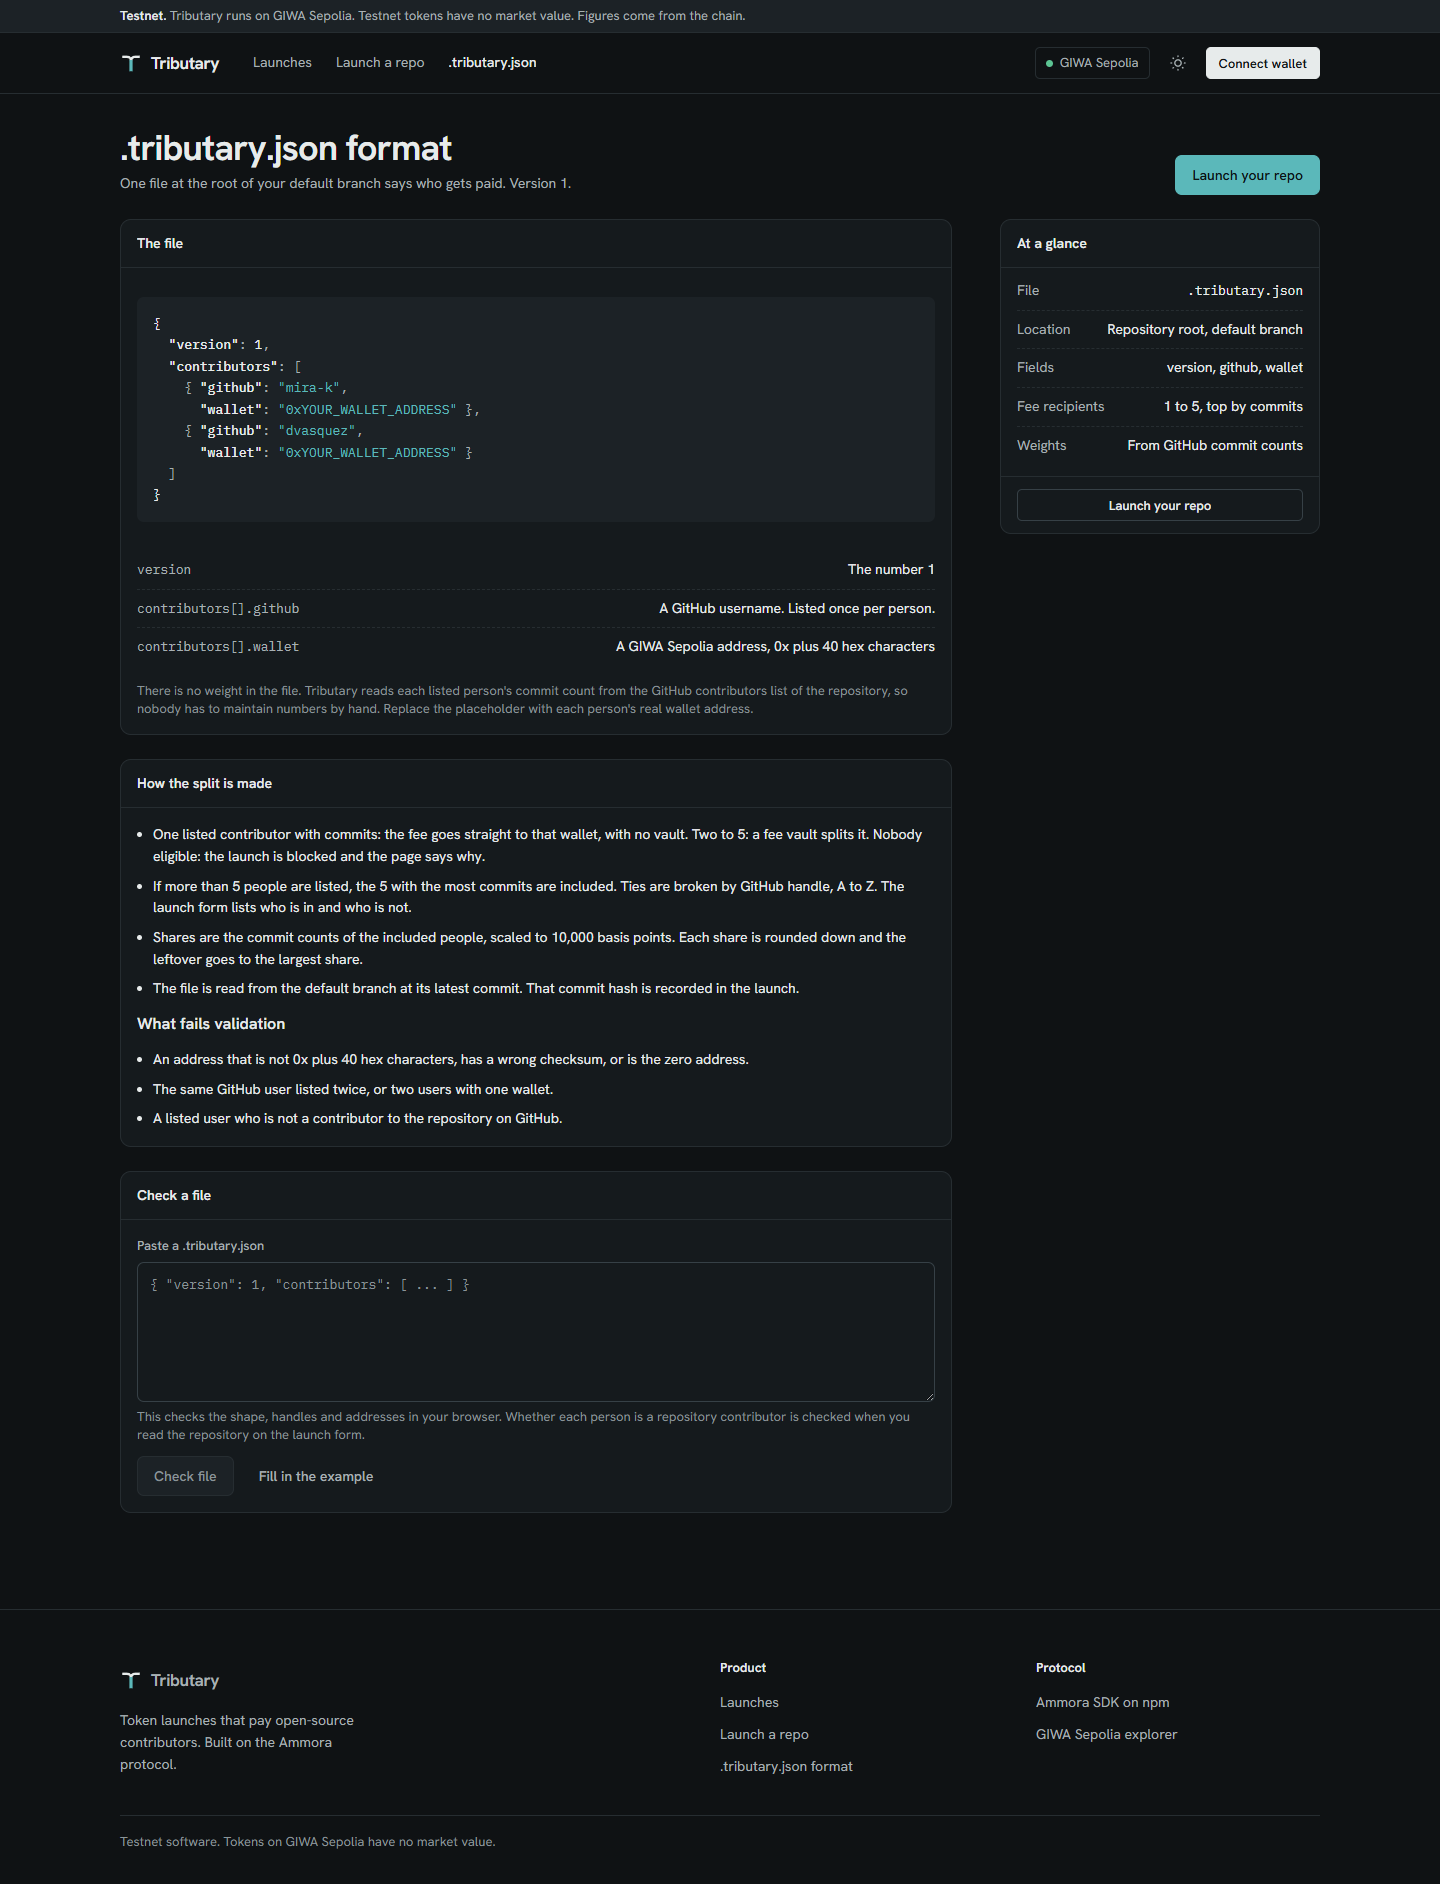 Testnet. Tributary runs on GIWA Sepolia. Testnet tokens have no market value. Figures come from the chain.
Tributary
Launches
Launch a repo
.tributary.json
GIWA Sepolia
Connect wallet
.tributary.json format
One file at the root of your default branch says who gets paid. Version 1.
Launch your repo
The file
{
"version": 1,
"contributors": [
{ "github": "mira-k",
"wallet": "0xYOUR_WALLET_ADDRESS" },
{ "github": "dvasquez",
"wallet": "0xYOUR_WALLET_ADDRESS" }
]
}
version The number 1
contributors[].github A GitHub username. Listed once per person.
contributors[].wallet A GIWA Sepolia address, 0x plus 40 hex characters
There is no weight in the file. Tributary reads each listed person's commit count from the GitHub contributors list of the repository, so
nobody has to maintain numbers by hand. Replace the placeholder with each person's real wallet address.
At a glance
File .tributary.json
Location Repository root, default branch
Fields version, github, wallet
Fee recipients 1 to 5, top by commits
Weights From GitHub commit counts
Launch your repo
How the split is made
• One listed contributor with commits: the fee goes straight to that wallet, with no vault. Two to 5: a fee vault splits it. Nobody
eligible: the launch is blocked and the page says why.
• If more than 5 people are listed, the 5 with the most commits are included. Ties are broken by GitHub handle, A to Z. The
launch form lists who is in and who is not.
• Shares are the commit counts of the included people, scaled to 10,000 basis points. Each share is rounded down and the
leftover goes to the largest share.
• The file is read from the default branch at its latest commit. That commit hash is recorded in the launch.
What fails validation
• An address that is not 0x plus 40 hex characters, has a wrong checksum, or is the zero address.
• The same GitHub user listed twice, or two users with one wallet.
• A listed user who is not a contributor to the repository on GitHub.
Check a file
Paste a .tributary.json
{ "version": 1, "contributors": [ ... ] }
This checks the shape, handles and addresses in your browser. Whether each person is a repository contributor is checked when you
read the repository on the launch form.
Check file
Fill in the example
Tributary
Token launches that pay open-source
contributors. Built on the Ammora
protocol.
Product
Launches
Launch a repo
.tributary.json format
Protocol
Ammora SDK on npm
GIWA Sepolia explorer
Testnet software. Tokens on GIWA Sepolia have no market value.